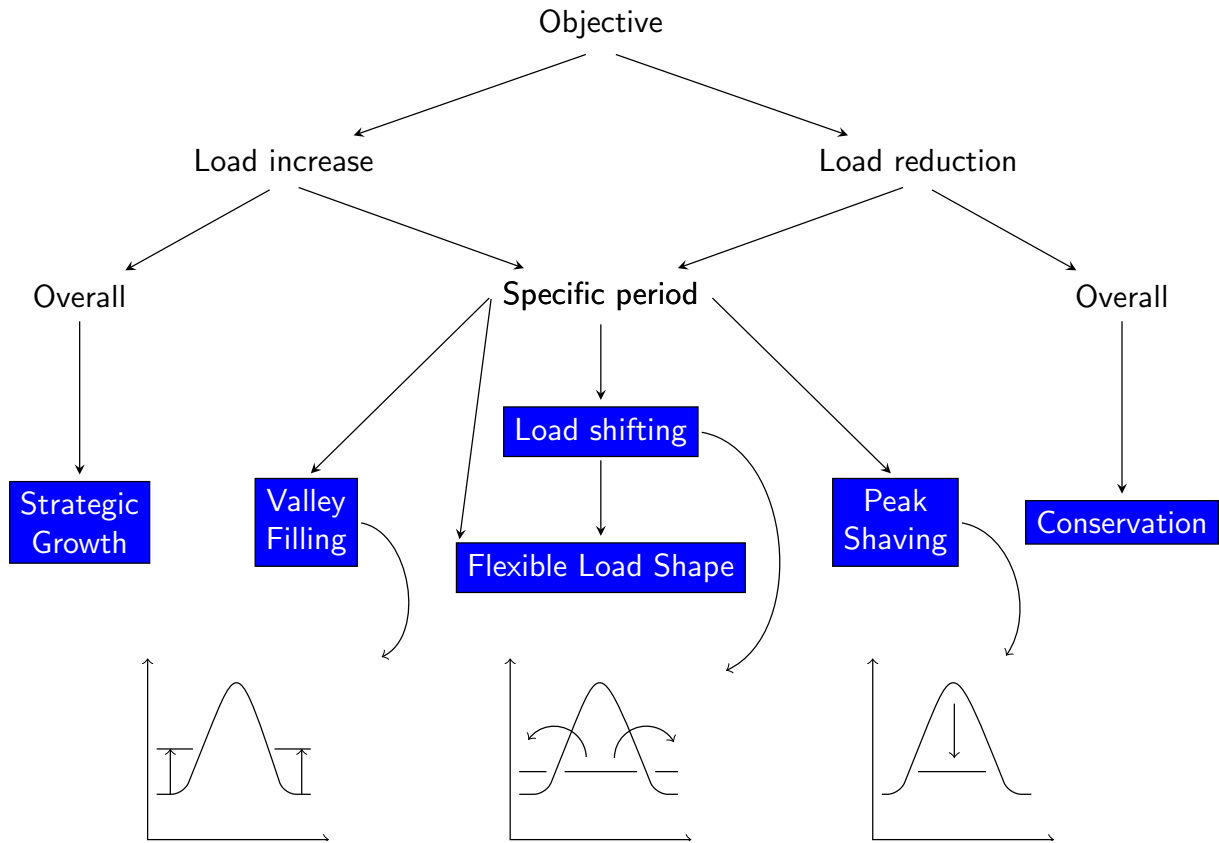 Objective
Load increase
Load reduction
Overall
Specific period
Overall
Load shifting
Strategic
Growth
Valley
Filling
Flexible Load Shape
Peak
Shaving
Conservation